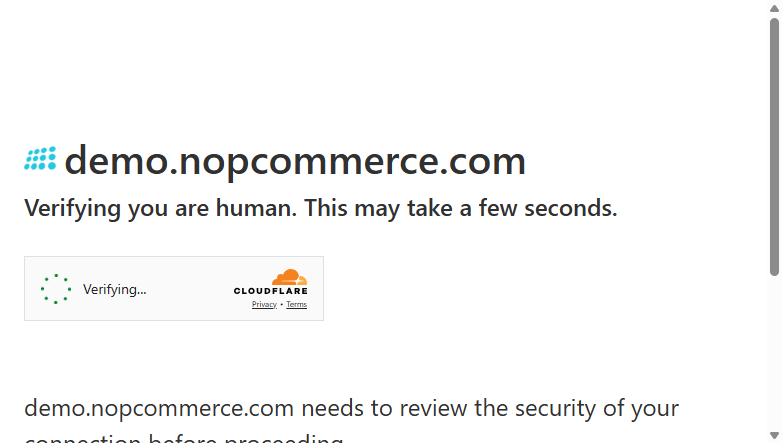 demo.nopcommerce.com
Verifying you are human. This may take a few seconds.
Verifying...
CLOUDFLARE
Privacy • Terms
demo.nopcommerce.com needs to review the security of your
connection before proceeding.